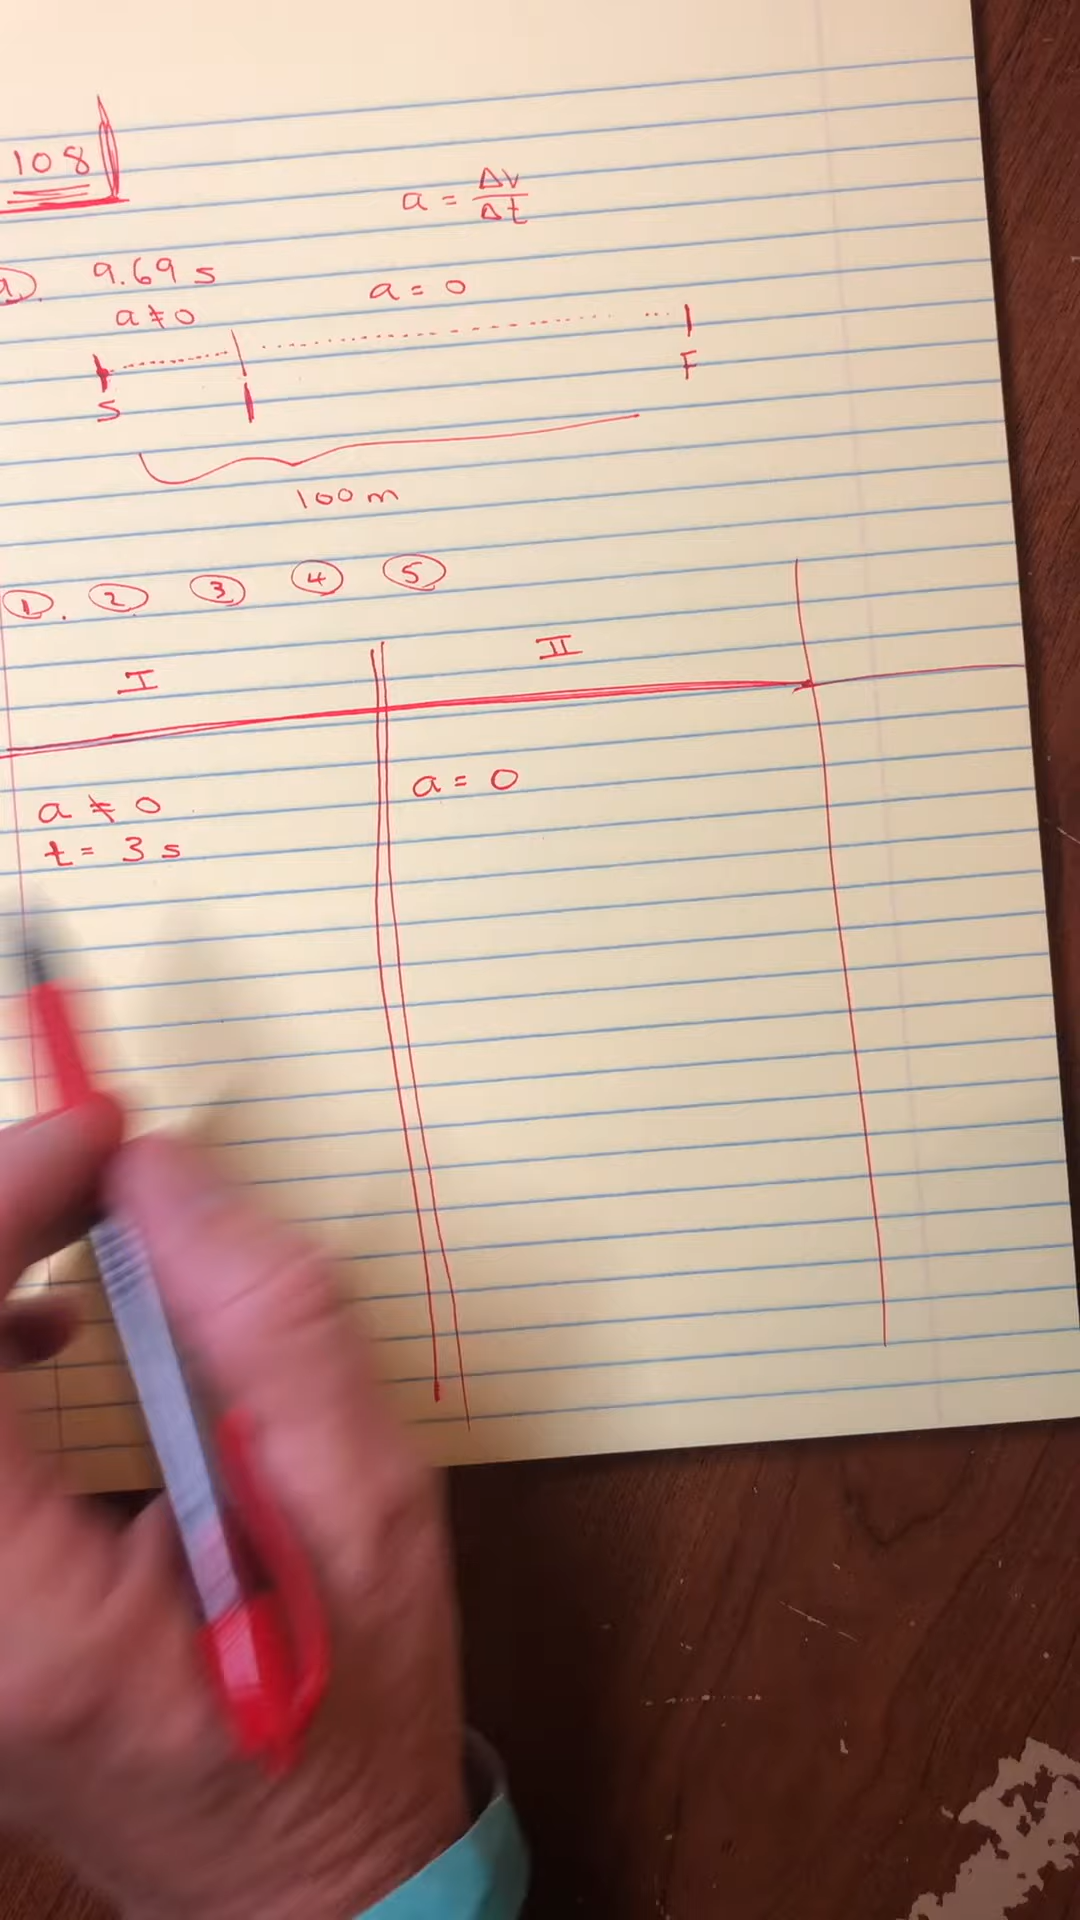 108
a = Δv/Δt
a. 9.69 s
a = 0
a ≠ 0
S
F
100 m
1. 2 3 4 5
I
II
a ≠ 0
a = 0
t = 3 s